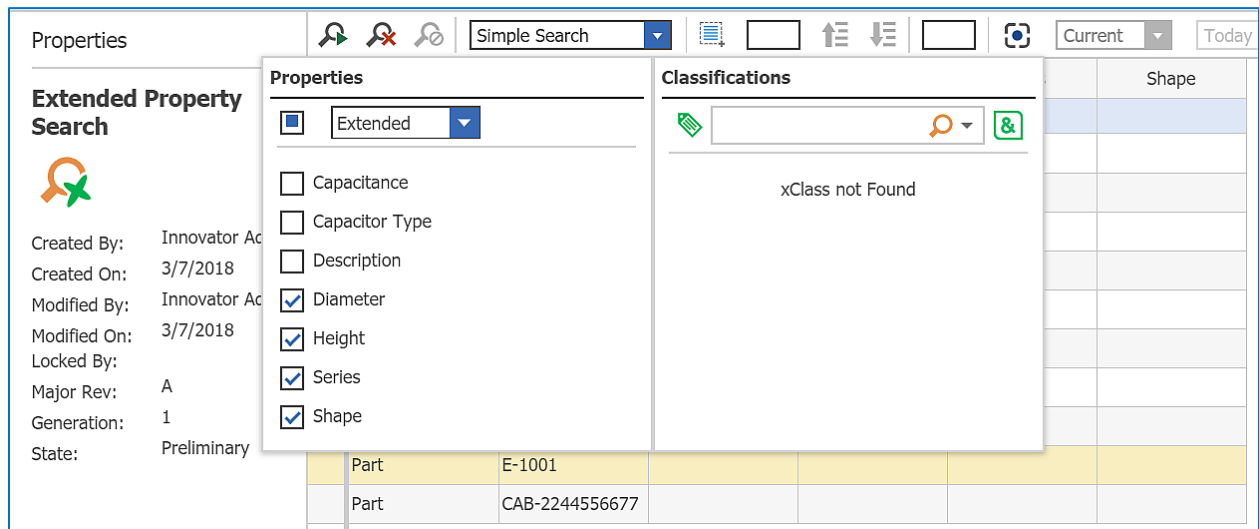 Properties
Simple Search
Current
Today
Extended Property
Search
Properties
Classifications
Shape
Extended
&
Capacitance
xClass not Found
Capacitor Type
Description
Diameter
Height
Series
Shape
Created By: Innovator
Created On: 3/7/2018
Modified By: Innovator
Modified On: 3/7/2018
Locked By:
Major Rev: A
Generation: 1
State: Preliminary
Part E-1001
Part CAB-2244556677